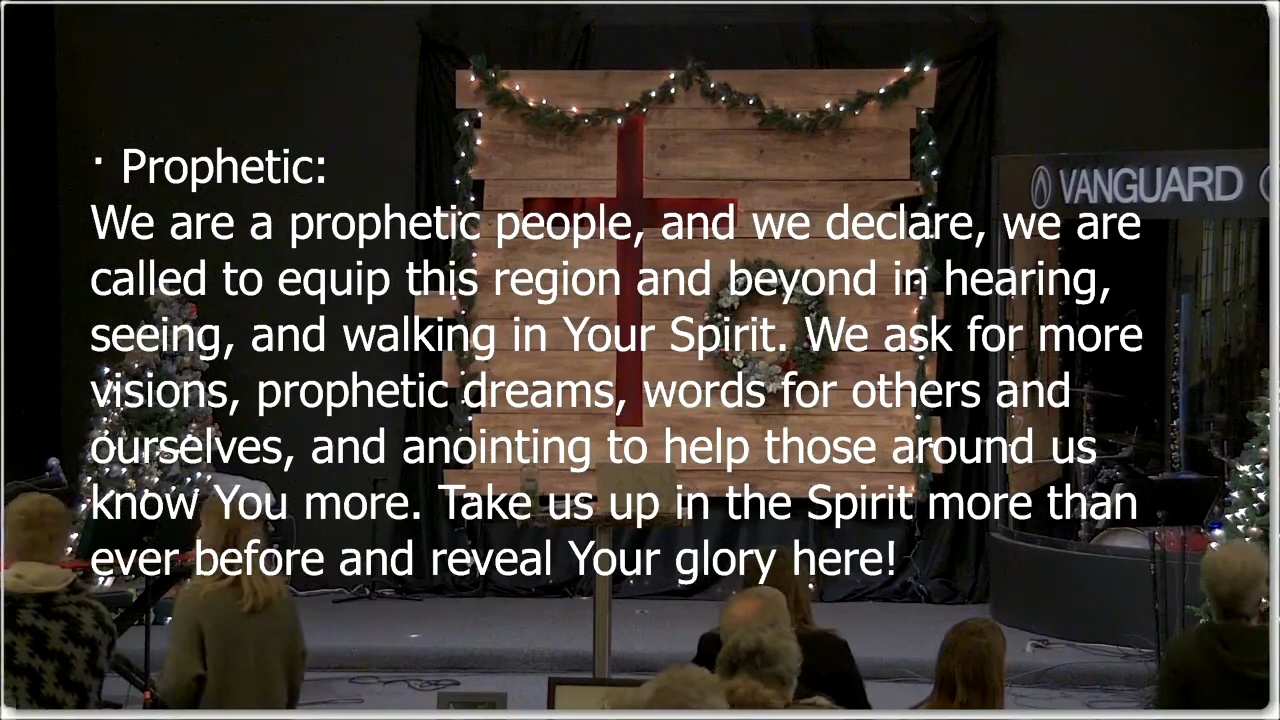 · Prophetic:
We are a prophetic people, and we declare, we are
called to equip this region and beyond in hearing,
seeing, and walking in Your Spirit. We ask for more
visions, prophetic dreams, words for others and
ourselves, and anointing to help those around us
know You more. Take us up in the Spirit more than
ever before and reveal Your glory here!
VANGUARD